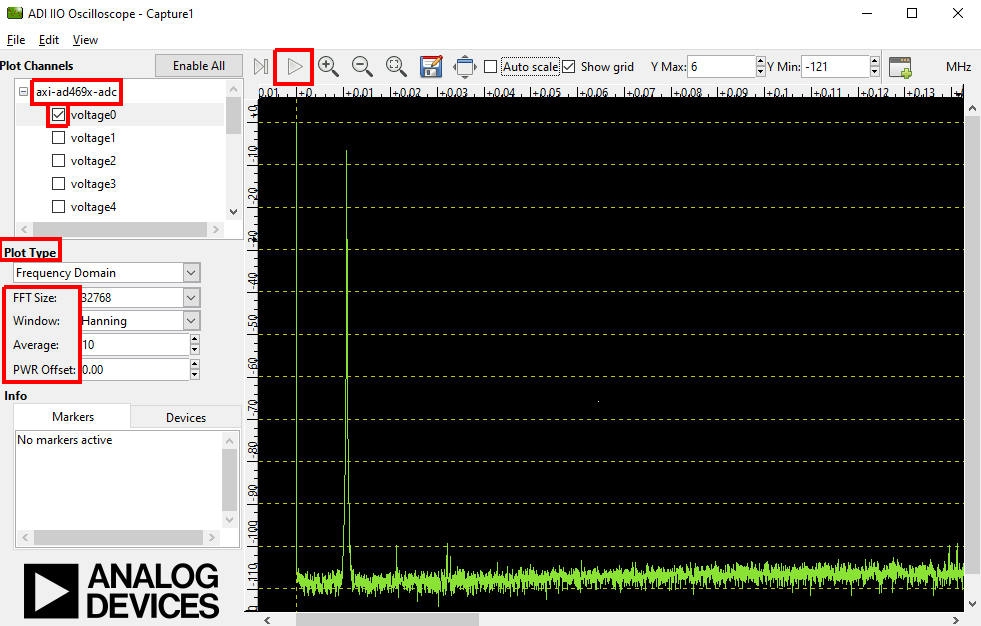 ADI IIO Oscilloscope - Capture1
File Edit View
Plot Channels Enable All Auto scale Show grid Y Max: 6 Y Min: -121 MHz
axi-ad469x-adc
voltage0
voltage1
voltage2
voltage3
voltage4
0.01 +0 +0.01 +0.02 +0.03 +0.04 +0.05 +0.06 +0.07 +0.08 +0.09 +0.1 +0.11 +0.12 +0.13
+0
-10
-20
-30
-40
-50
-60
-70
-80
-90
-100
-110
Plot Type
Frequency Domain
FFT Size: 32768
Window: Hanning
Average: 10
PWR Offset: 0.00
Info
Markers Devices
No markers active
ANALOG
DEVICES